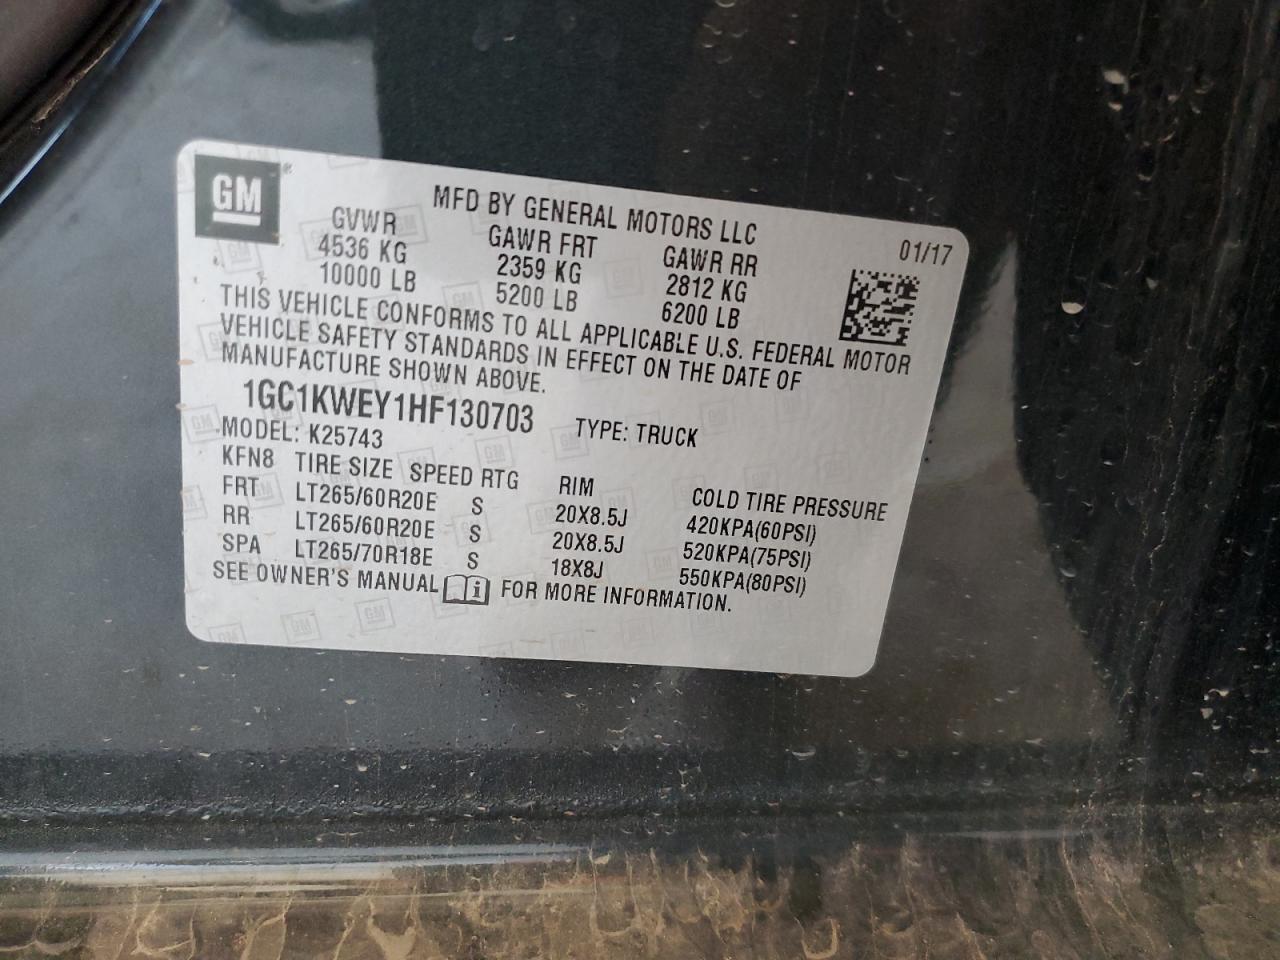 GM ®
MFD BY GENERAL MOTORS LLC 01/17
GVWR GAWR FRT GAWR RR
4536 KG 2359 KG 2812 KG
10000 LB 5200 LB 6200 LB
THIS VEHICLE CONFORMS TO ALL APPLICABLE U.S. FEDERAL MOTOR
VEHICLE SAFETY STANDARDS IN EFFECT ON THE DATE OF
MANUFACTURE SHOWN ABOVE.
1GC1KWEY1HF130703 TYPE: TRUCK
MODEL: K25743
KFN8 TIRE SIZE SPEED RTG RIM COLD TIRE PRESSURE
FRT LT265/60R20E S 20X8.5J 420KPA(60PSI)
RR LT265/60R20E S 20X8.5J 520KPA(75PSI)
SPA LT265/70R18E S 18X8J 550KPA(80PSI)
SEE OWNER'S MANUAL i FOR MORE INFORMATION.